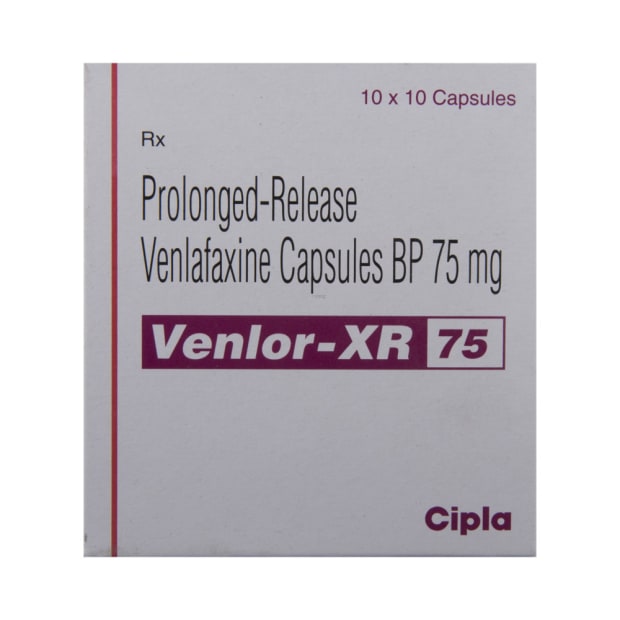 10 x 10 Capsules
Rx
Prolonged-Release
Venlafaxine Capsules BP 75 mg
Venlor-XR 75
Cipla